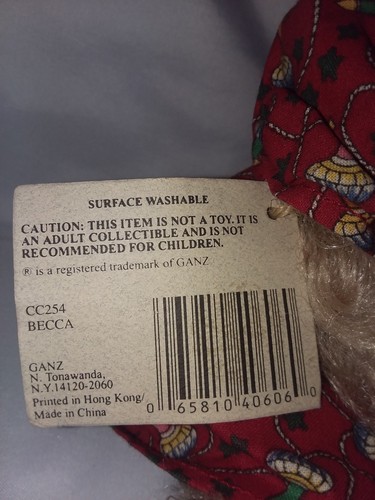 SURFACE WASHABLE
CAUTION: THIS ITEM IS NOT A TOY. IT IS
AN ADULT COLLECTIBLE AND IS NOT
RECOMMENDED FOR CHILDREN.
® is a registered trademark of GANZ
CC254
BECCA
GANZ
N. Tonawanda,
N.Y.14120-2060
Printed in Hong Kong/
Made in China
0 65810 40606 0